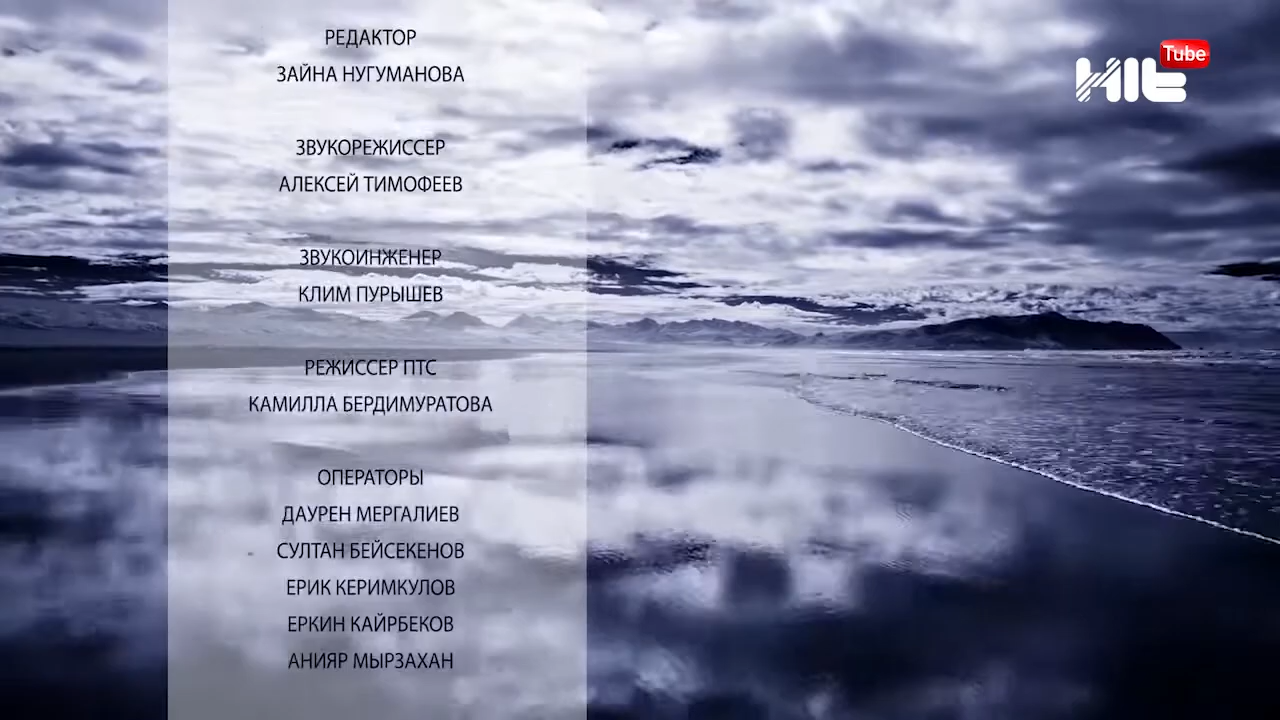 РЕДАКТОР
ЗАЙНА НУГУМАНОВА
ЗВУКОРЕЖИССЕР
АЛЕКСЕЙ ТИМОФЕЕВ
ЗВУКОИНЖЕНЕР
КЛИМ ПУРЫШЕВ
РЕЖИССЕР ПТС
КАМИЛЛА БЕРДИМУРАТОВА
ОПЕРАТОРЫ
ДАУРЕН МЕРГАЛИЕВ
СУЛТАН БЕЙСЕКЕНОВ
ЕРИК КЕРИМКУЛОВ
ЕРКИН КАЙРБЕКОВ
АНИЯР МЫРЗАХАН
Hit Tube